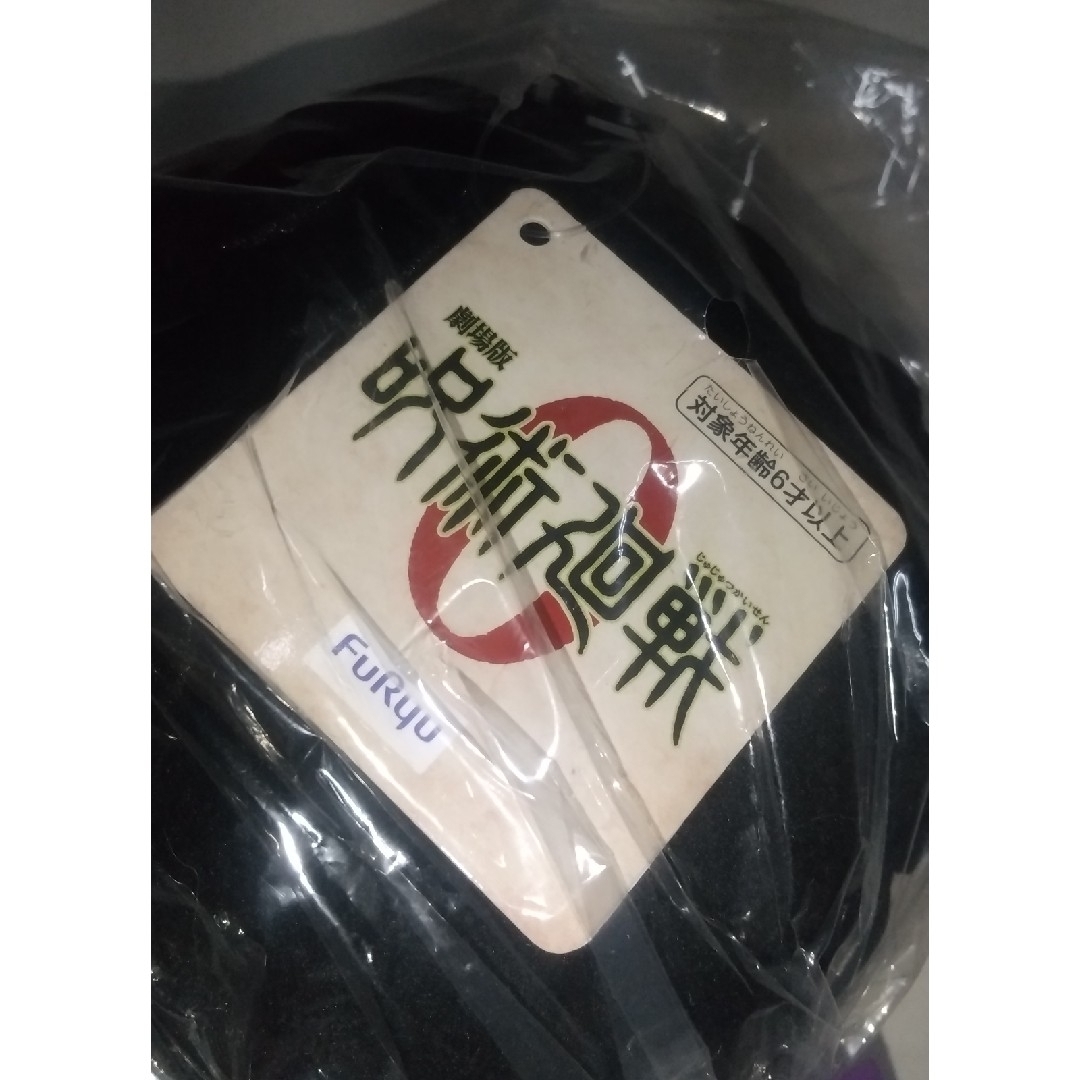 劇場版
呪術廻戦
0
じゅじゅつかいせん
たいしょうねんれい さいいじょう
対象年齢6才以上
FuRyu